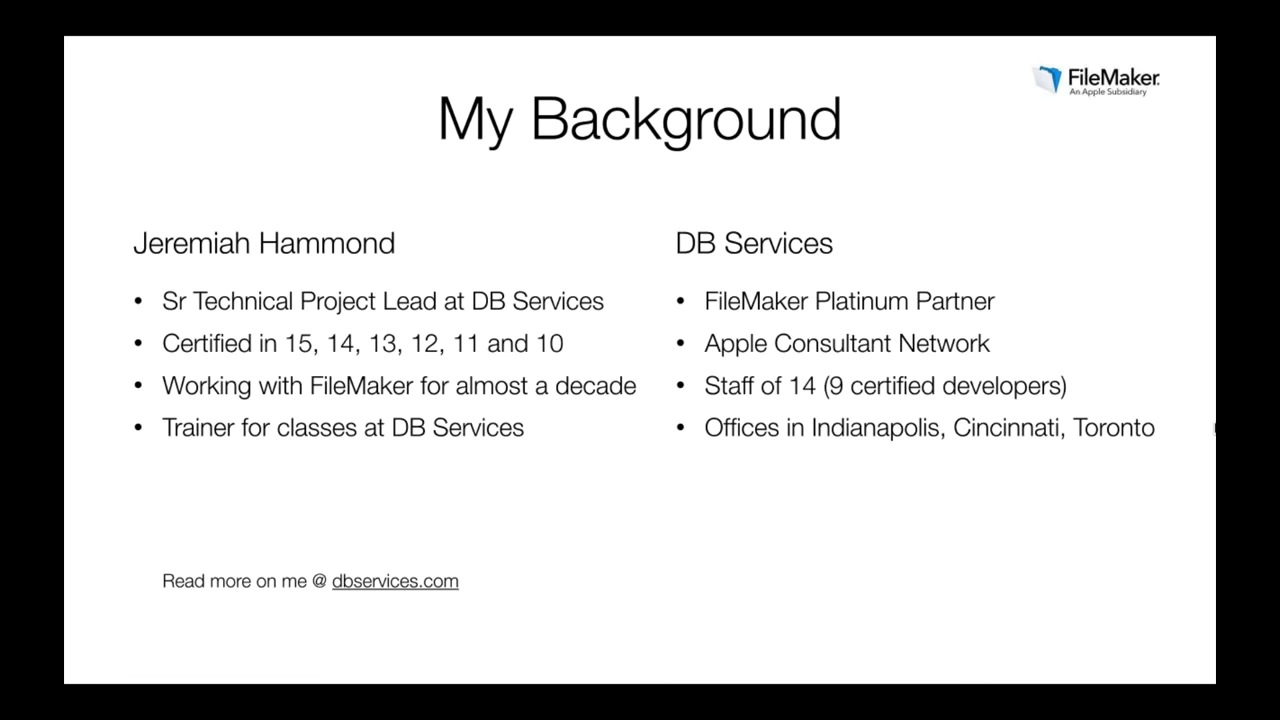 FileMaker
An Apple Subsidiary
My Background
Jeremiah Hammond
• Sr Technical Project Lead at DB Services
• Certified in 15, 14, 13, 12, 11 and 10
• Working with FileMaker for almost a decade
• Trainer for classes at DB Services
DB Services
• FileMaker Platinum Partner
• Apple Consultant Network
• Staff of 14 (9 certified developers)
• Offices in Indianapolis, Cincinnati, Toronto
Read more on me @ dbservices.com